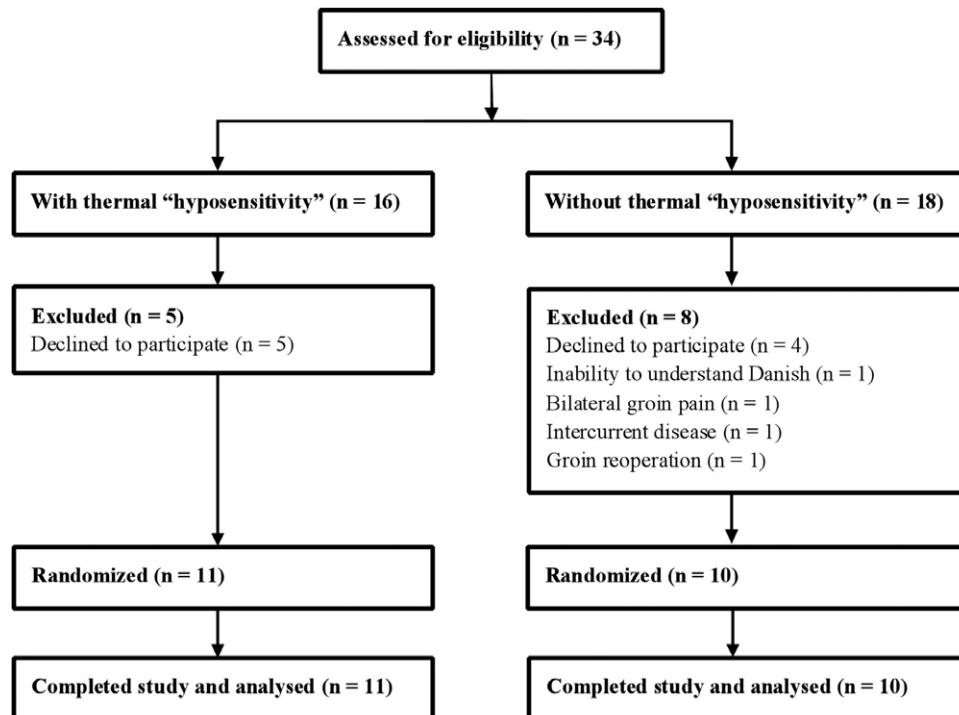 Assessed for eligibility (n = 34)
With thermal “hyposensitivity” (n = 16)
Without thermal “hyposensitivity” (n = 18)
Excluded (n = 5)
Declined to participate (n = 5)
Excluded (n = 8)
Declined to participate (n = 4)
Inability to understand Danish (n = 1)
Bilateral groin pain (n = 1)
Intercurrent disease (n = 1)
Groin reoperation (n = 1)
Randomized (n = 11)
Randomized (n = 10)
Completed study and analysed (n = 11)
Completed study and analysed (n = 10)